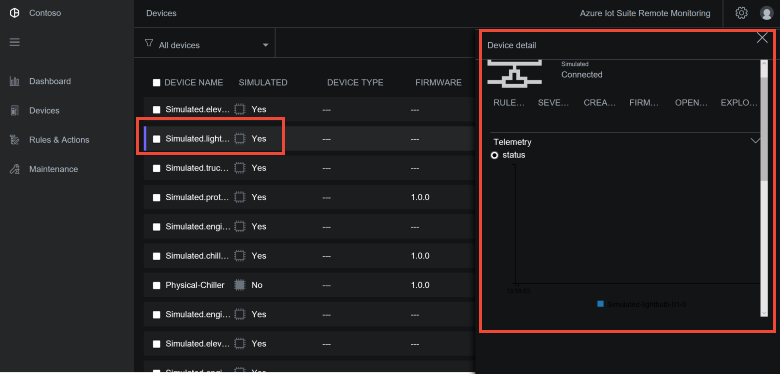 Contoso
Devices
Azure Iot Suite Remote Monitoring
Dashboard
Devices
Rules & Actions
Maintenance
All devices
DEVICE NAME SIMULATED DEVICE TYPE FIRMWARE
Simulated.elev... Yes ---
Simulated.light... Yes --- ---
Simulated.truc... Yes --- ---
Simulated.prot... Yes --- 1.0.0
Simulated.engi... Yes --- ---
Simulated.chill... Yes --- 1.0.0
Physical-Chiller No --- 1.0.0
Simulated.engi... Yes --- ---
Simulated.elev... Yes --- ---
Simulated.engi... Yes --- ---
Device detail
Simulated
Connected
RULE... SEVE... CREA... FIRM... OPEN... EXPLO...
Telemetry
status